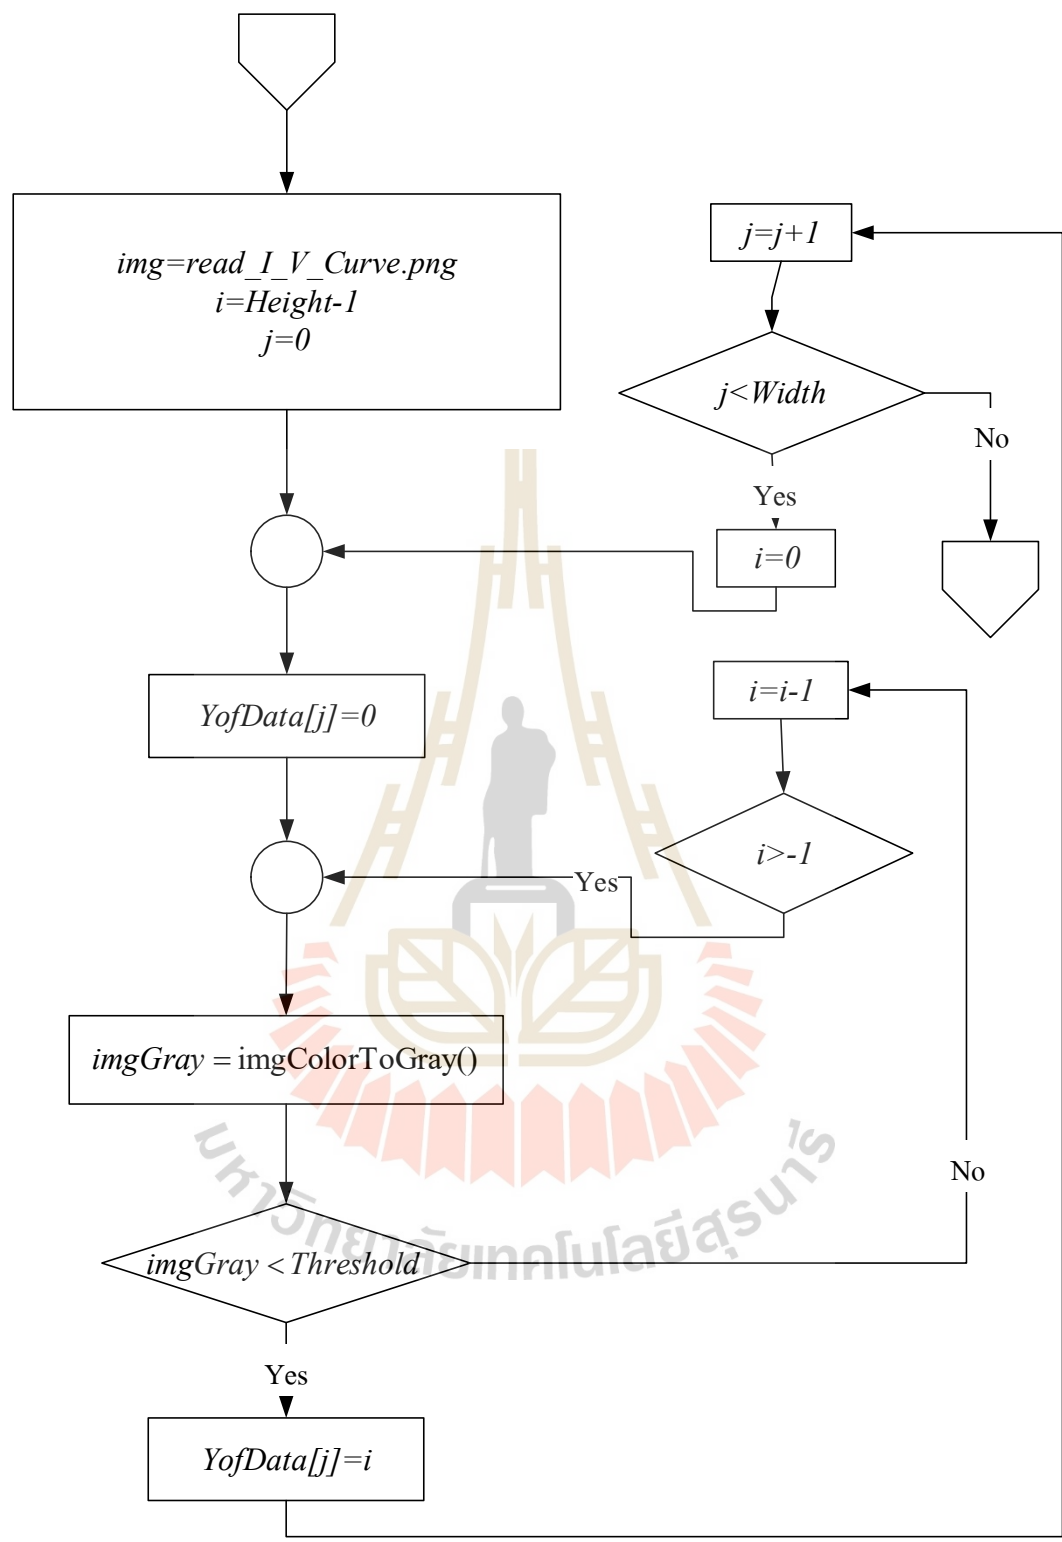 img=read_I_V_Curve.png
i=Height-1
j=0
YofData[j]=0
imgGray = imgColorToGray()
imgGray < Threshold
Yes
YofData[j]=i
j=j+1
j<Width
No
Yes
i=0
i=i-1
i>-1
Yes
No
มหาวิทยาลัยเทคโนโลยีสุรนารี